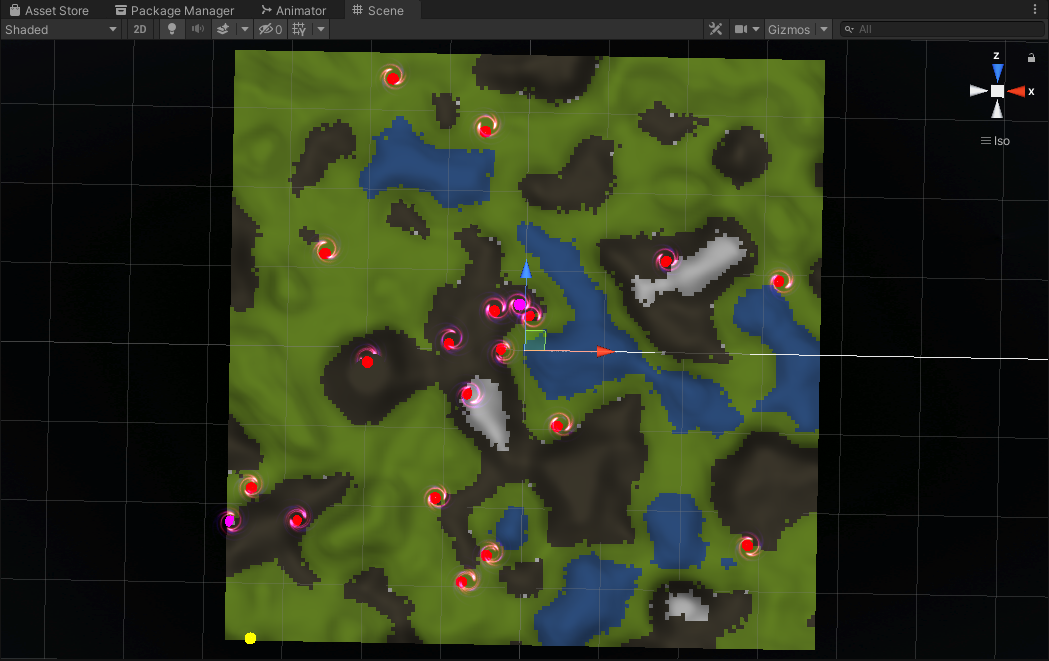 Asset Store Package Manager Animator Scene
Shaded 2D 0 Gizmos All
z
x
Iso